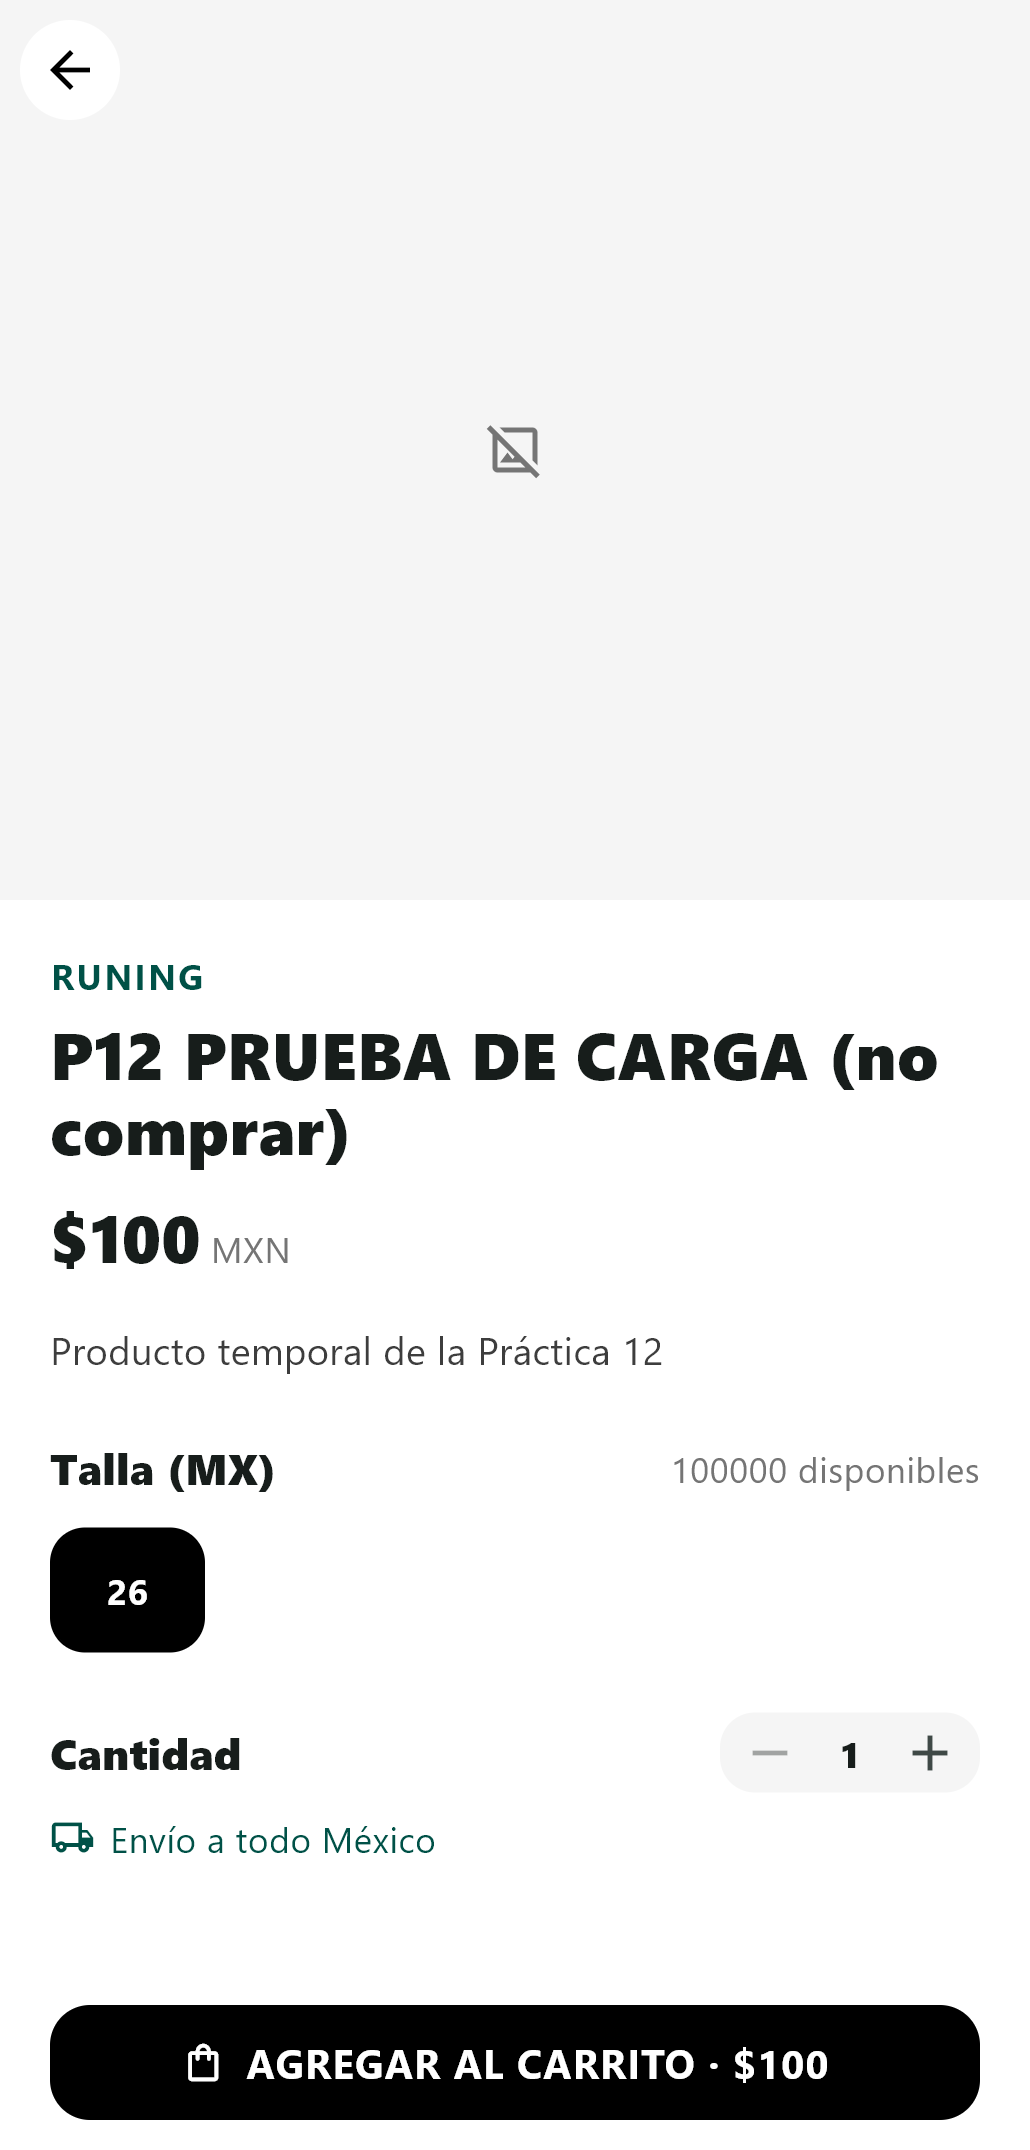 RUNING
P12 PRUEBA DE CARGA (no
comprar)
$100 MXN
Producto temporal de la Práctica 12
Talla (MX)
100000 disponibles
26
Cantidad
1
Envío a todo México
AGREGAR AL CARRITO · $100